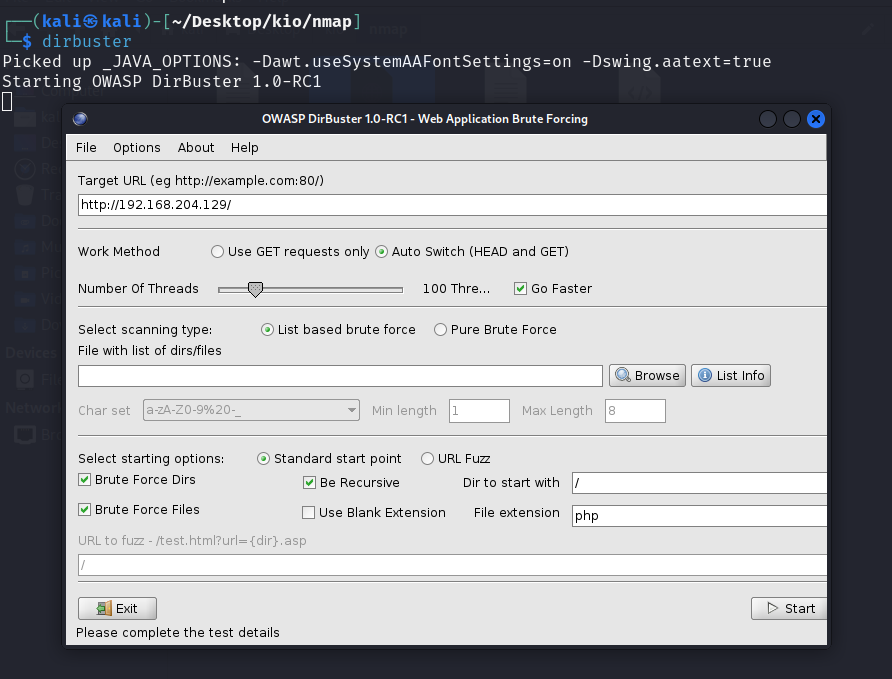 (kali㉿kali)-[~/Desktop/kio/nmap]
$ dirbuster
Picked up _JAVA_OPTIONS: -Dawt.useSystemAAFontSettings=on -Dswing.aatext=true
Starting OWASP DirBuster 1.0-RC1
OWASP DirBuster 1.0-RC1 - Web Application Brute Forcing
File Options About Help
Target URL (eg http://example.com:80/)
http://192.168.204.129/
Work Method Use GET requests only Auto Switch (HEAD and GET)
Number Of Threads 100 Thre... Go Faster
Select scanning type: List based brute force Pure Brute Force
File with list of dirs/files
Browse List Info
Char set a-zA-Z0-9%20-_ Min length 1 Max Length 8
Select starting options: Standard start point URL Fuzz
Brute Force Dirs Be Recursive Dir to start with /
Brute Force Files Use Blank Extension File extension php
URL to fuzz - /test.html?url={dir}.asp
/
Exit Start
Please complete the test details